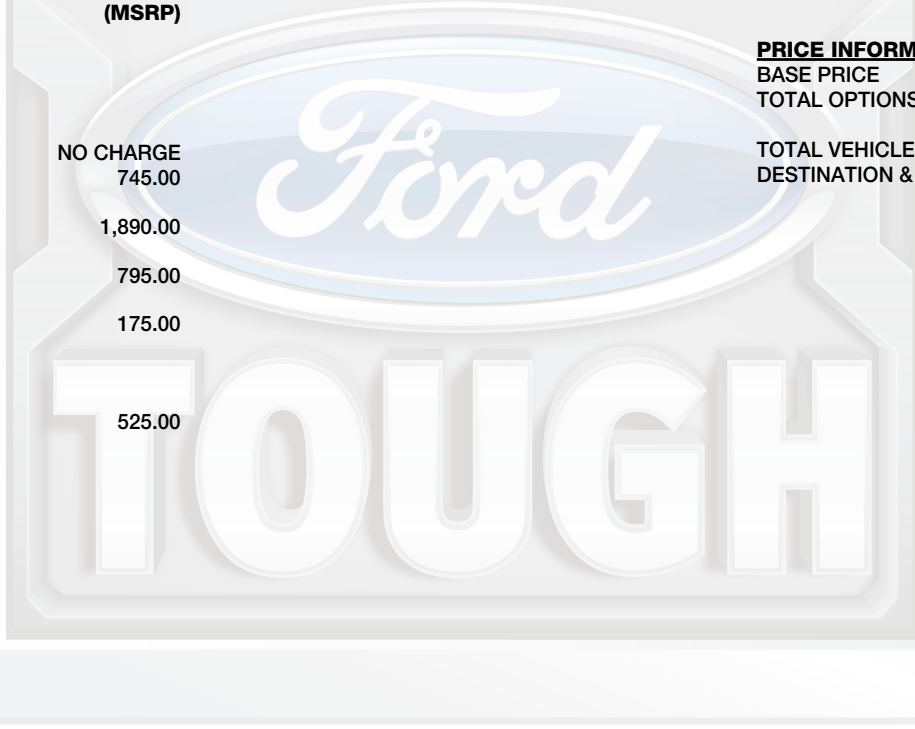 (MSRP)
NO CHARGE
745.00
1,890.00
795.00
175.00
525.00
PRICE INFORM
BASE PRICE
TOTAL OPTIONS
TOTAL VEHICLE
DESTINATION &
Ford
TOUGH